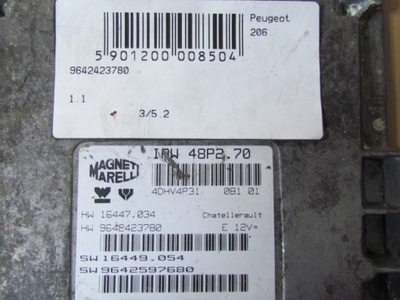 Peugeot
206
5 901200 008504
9642423780
1.1
3/5.2
MAGNETI MARELLI
IAW 48P2.70
4DHV4P31 081 01
HW 16447.034 Chatellerault
HW 9642423780 E 12V=
SW 16449.054
SW 9642597680